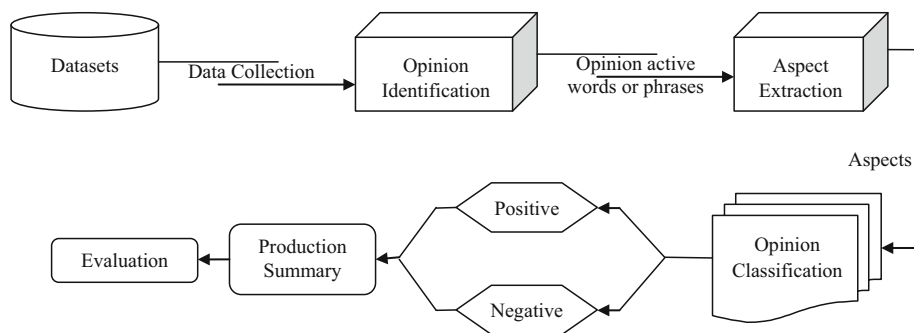 Datasets
Data Collection
Opinion
Identification
Opinion active
words or phrases
Aspect
Extraction
Aspects
Opinion
Classification
Positive
Negative
Production
Summary
Evaluation